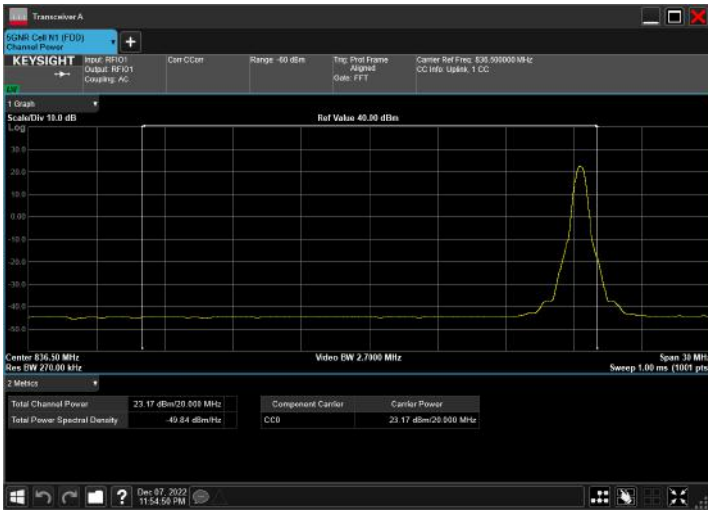 Transceiver A
5GNR Cell N1 (FDD)
Channel Power
KEYSIGHT
Input: RFIO1
Output: RFIO1
Coupling: AC
Corr CCorr
Range: -60 dBm
Trig: Prot Frame
Aligned
Gate: FFT
Carrier Ref Freq: 836.500000 MHz
CC Info: Uplink, 1 CC
1 Graph
Scale/Div 10.0 dB
Ref Value 40.00 dBm
Log
30.0
20.0
10.0
0.00
-10.0
-20.0
-30.0
-40.0
-50.0
Center 836.50 MHz
Video BW 2.7000 MHz
Span 30 MHz
Res BW 270.00 kHz
Sweep 1.00 ms (1001 pts
2 Metrics
Total Channel Power 23.17 dBm/20.000 MHz
Total Power Spectral Density -49.84 dBm/Hz
Component Carrier Carrier Power
CC0 23.17 dBm/20.000 MHz
?
Dec 07, 2022
11:54:50 PM